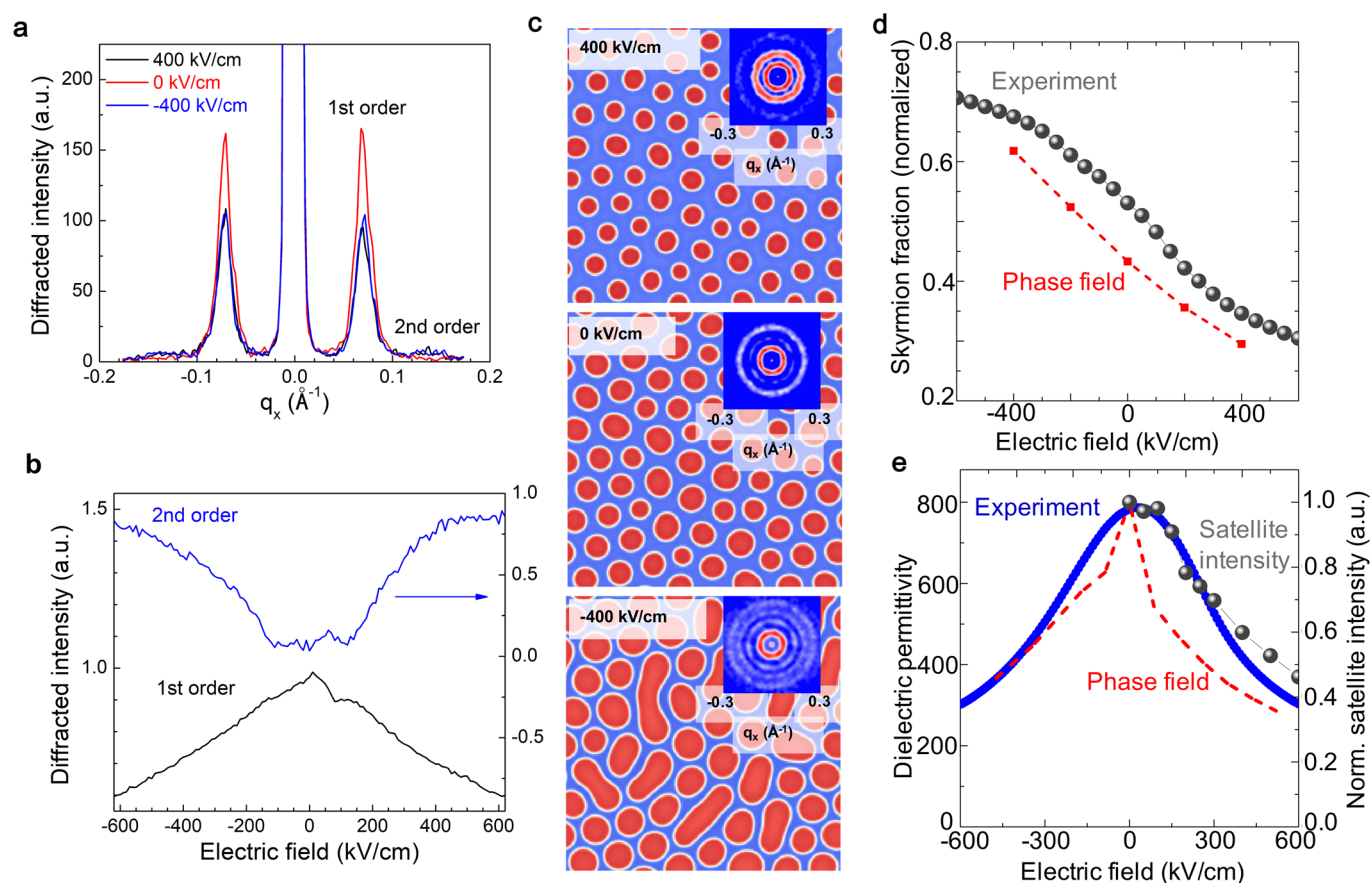 a
Diffracted intensity (a.u.)
200
150
100
50
0
400 kV/cm
0 kV/cm
-400 kV/cm
1st order
2nd order
-0.2
-0.1
0.0
0.1
0.2
qx (Å-1)
b
Diffracted intensity (a.u.)
1.5
1.0
2nd order
1st order
1.0
0.5
0.0
-0.5
-600
-400
-200
0
200
400
600
Electric field (kV/cm)
c
400 kV/cm
-0.3
0.3
qx (Å-1)
0 kV/cm
-0.3
0.3
qx (Å-1)
-400 kV/cm
-0.3
0.3
qx (Å-1)
d
Skyrmion fraction (normalized)
0.8
0.6
0.4
0.2
Experiment
Phase field
-400
0
400
Electric field (kV/cm)
e
Dielectric permittivity
800
600
400
200
0
Experiment
Satellite
intensity
Phase field
1.0
0.8
0.6
0.4
0.2
0.0
Norm. satellite intensity (a.u.)
-600
-300
0
300
600
Electric field (kV/cm)